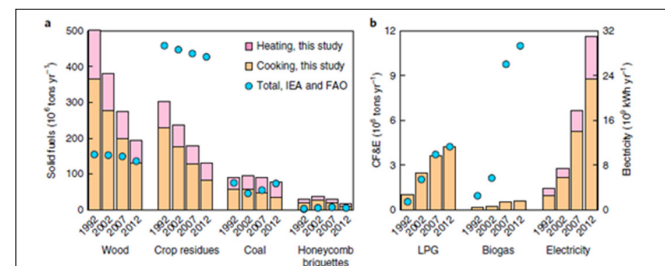 a
b
500
400
300
200
100
0
Solid fuels (10⁶ tons yr⁻¹)
Heating, this study
Cooking, this study
Total, IEA and FAO
1992
2002
2007
2012
1992
2002
2007
2012
1992
2002
2007
2012
1992
2002
2007
2012
Wood
Crop residues
Coal
Honeycomb
briquettes
12
9
6
3
0
CF&E (10⁶ tons yr⁻¹)
32
24
16
8
0
Electricity (10⁹ kWh yr⁻¹)
1992
2002
2007
2012
1992
2002
2007
2012
1992
2002
2007
2012
LPG
Biogas
Electricity